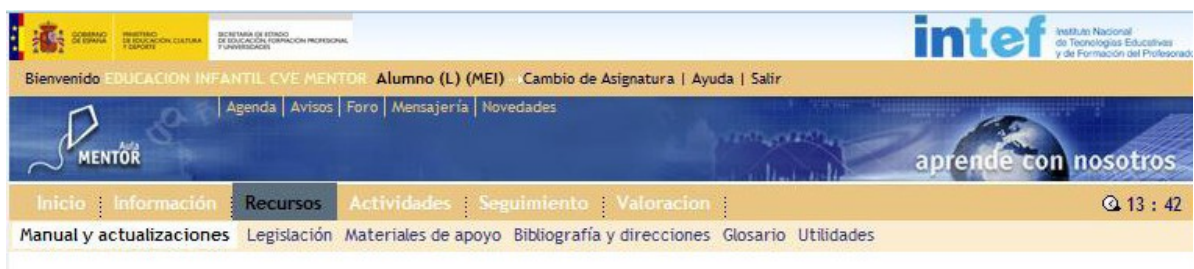 GOBIERNO DE ESPAÑA
MINISTERIO DE EDUCACIÓN, CULTURA Y DEPORTE
SECRETARÍA DE ESTADO DE EDUCACIÓN, FORMACIÓN PROFESIONAL Y UNIVERSIDADES
intef
Instituto Nacional
de Tecnologías Educativas
y de Formación del Profesorado
Bienvenido EDUCACION INFANTIL CVE MENTOR Alumno (L) (MEI) Cambio de Asignatura | Ayuda | Salir
Agenda | Avisos | Foro | Mensajería | Novedades
Aula
MENTOR
aprende con nosotros
Inicio Información Recursos Actividades Seguimiento Valoracion 13 : 42
Manual y actualizaciones Legislación Materiales de apoyo Bibliografía y direcciones Glosario Utilidades